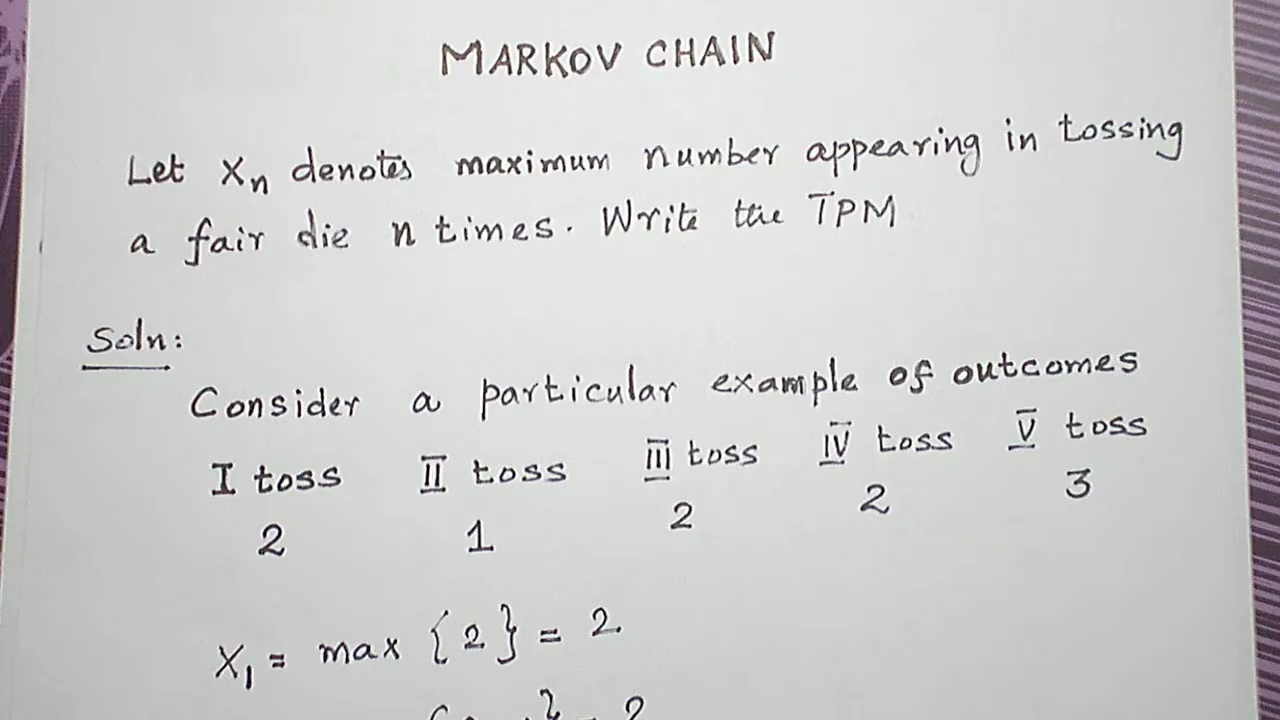 MARKOV CHAIN
Let Xn denotes maximum number appearing in tossing
a fair die n times. Write the TPM
Soln:
Consider a particular example of outcomes
I toss II toss III toss IV toss V toss
2 1 2 2 3
X1 = max {2} = 2